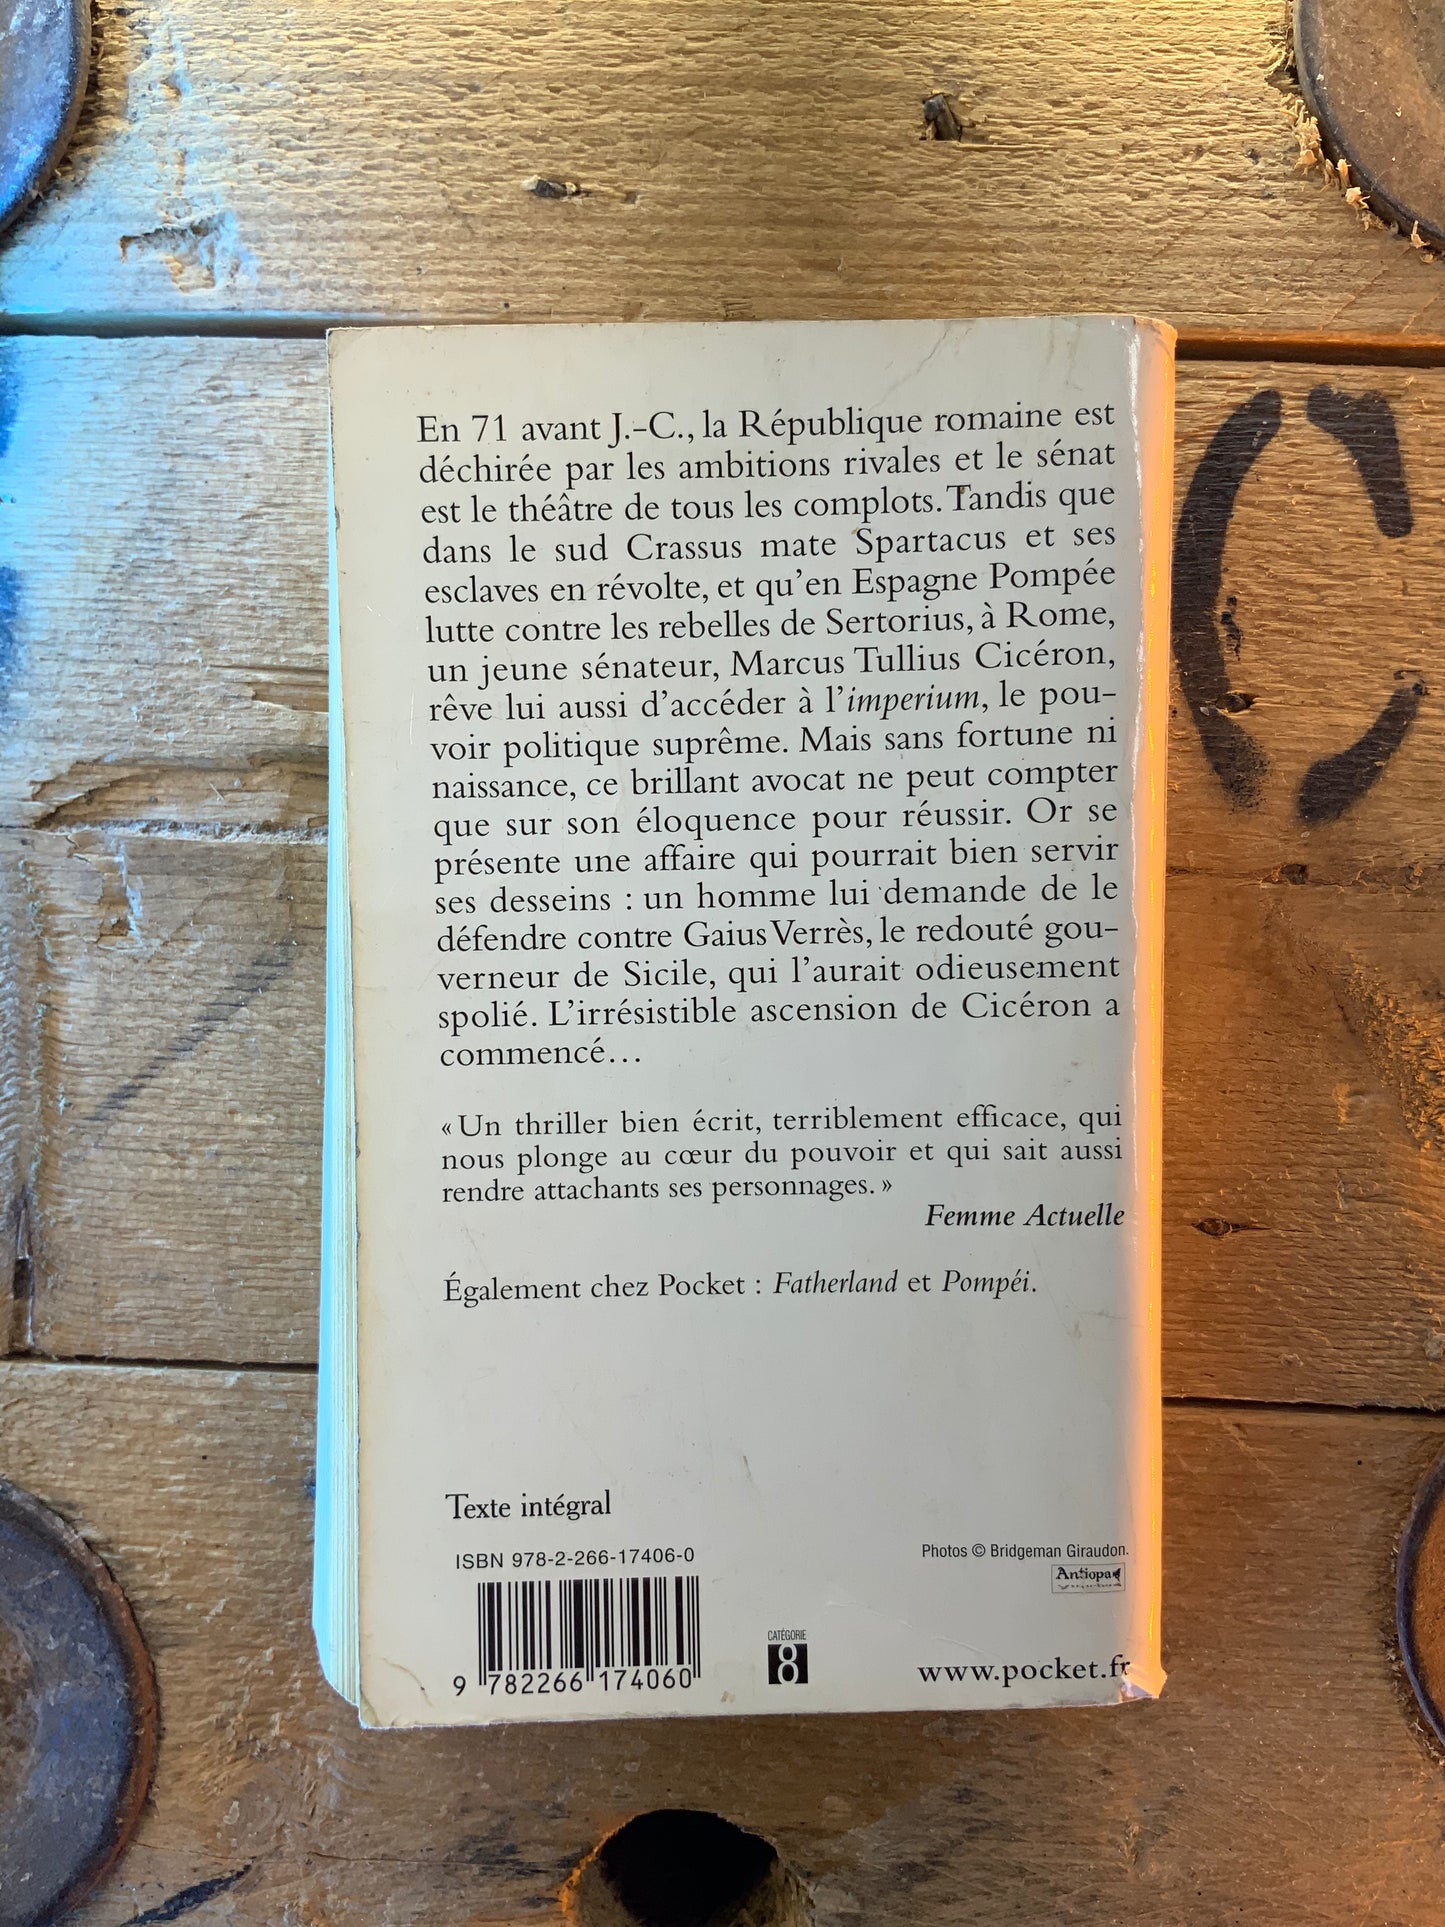 En 71 avant J.-C., la République romaine est
déchirée par les ambitions rivales et le sénat
est le théâtre de tous les complots. Tandis que
dans le sud Crassus mate Spartacus et ses
esclaves en révolte, et qu'en Espagne Pompée
lutte contre les rebelles de Sertorius, à Rome,
un jeune sénateur, Marcus Tullius Cicéron,
rêve lui aussi d'accéder à l'imperium, le pou-
voir politique suprême. Mais sans fortune ni
naissance, ce brillant avocat ne peut compter
que sur son éloquence pour réussir. Or se
présente une affaire qui pourrait bien servir
ses desseins : un homme lui demande de le
défendre contre Gaius Verrès, le redouté gou-
verneur de Sicile, qui l'aurait odieusement
spolié. L'irrésistible ascension de Cicéron a
commencé...
« Un thriller bien écrit, terriblement efficace, qui
nous plonge au cœur du pouvoir et qui sait aussi
rendre attachants ses personnages. »
Femme Actuelle
Également chez Pocket : Fatherland et Pompéi.
Texte intégral
ISBN 978-2-266-17406-0
9 782266 174060
CATÉGORIE
8
Photos © Bridgeman Giraudon.
Antiopa
www.pocket.fr